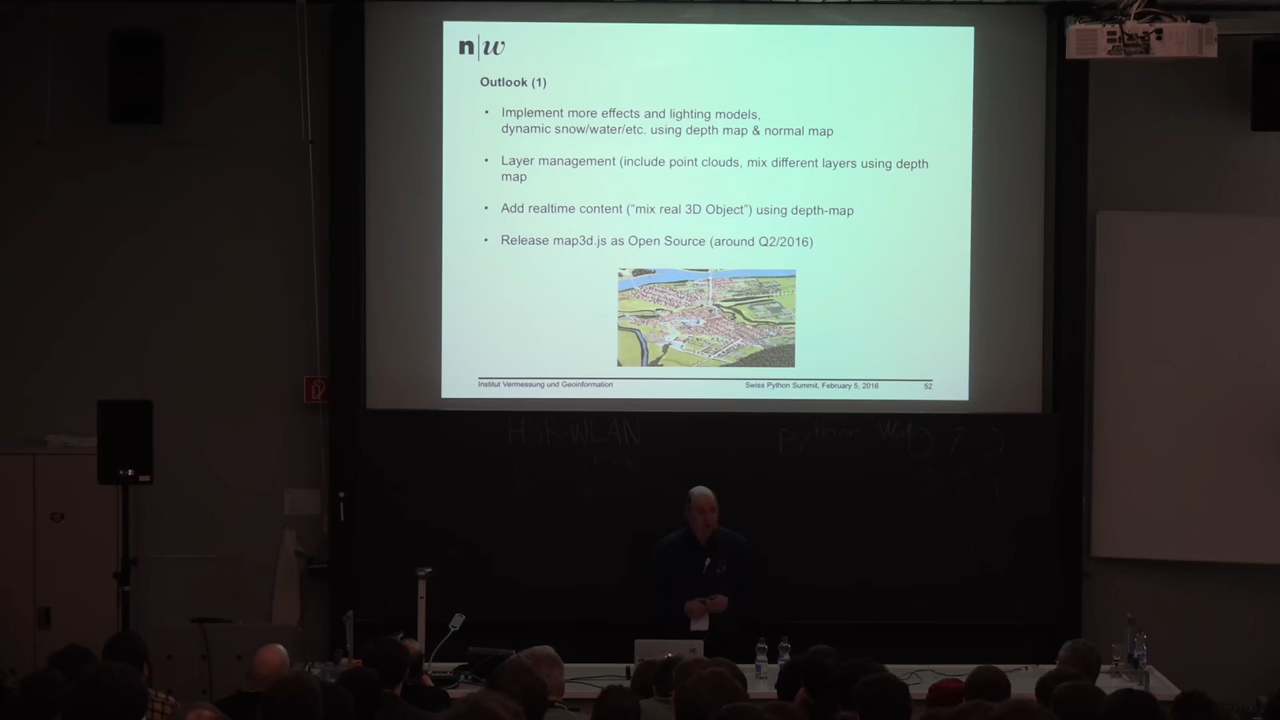 n|w
Outlook (1)
• Implement more effects and lighting models,
dynamic snow/water/etc. using depth map & normal map
• Layer management (include point clouds, mix different layers using depth
map
• Add realtime content ("mix real 3D Object") using depth-map
• Release map3d.js as Open Source (around Q2/2016)
Institut Vermessung und Geoinformation
Swiss Python Summit, February 5, 2016
52
HSR-WLAN
python